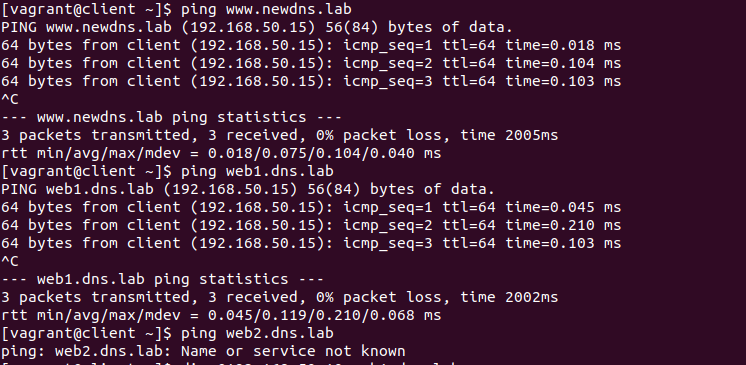 [vagrant@client ~]$ ping www.newdns.lab
PING www.newdns.lab (192.168.50.15) 56(84) bytes of data.
64 bytes from client (192.168.50.15): icmp_seq=1 ttl=64 time=0.018 ms
64 bytes from client (192.168.50.15): icmp_seq=2 ttl=64 time=0.104 ms
64 bytes from client (192.168.50.15): icmp_seq=3 ttl=64 time=0.103 ms
^C
--- www.newdns.lab ping statistics ---
3 packets transmitted, 3 received, 0% packet loss, time 2005ms
rtt min/avg/max/mdev = 0.018/0.075/0.104/0.040 ms
[vagrant@client ~]$ ping web1.dns.lab
PING web1.dns.lab (192.168.50.15) 56(84) bytes of data.
64 bytes from client (192.168.50.15): icmp_seq=1 ttl=64 time=0.045 ms
64 bytes from client (192.168.50.15): icmp_seq=2 ttl=64 time=0.210 ms
64 bytes from client (192.168.50.15): icmp_seq=3 ttl=64 time=0.103 ms
^C
--- web1.dns.lab ping statistics ---
3 packets transmitted, 3 received, 0% packet loss, time 2002ms
rtt min/avg/max/mdev = 0.045/0.119/0.210/0.068 ms
[vagrant@client ~]$ ping web2.dns.lab
ping: web2.dns.lab: Name or service not known